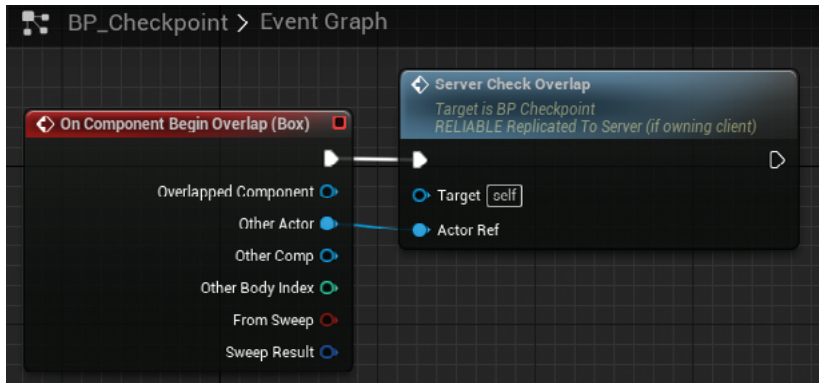 BP_Checkpoint > Event Graph
Server Check Overlap
Target is BP Checkpoint
RELIABLE Replicated To Server (if owning client)
On Component Begin Overlap (Box)
Overlapped Component
Target self
Other Actor
Actor Ref
Other Comp
Other Body Index
From Sweep
Sweep Result